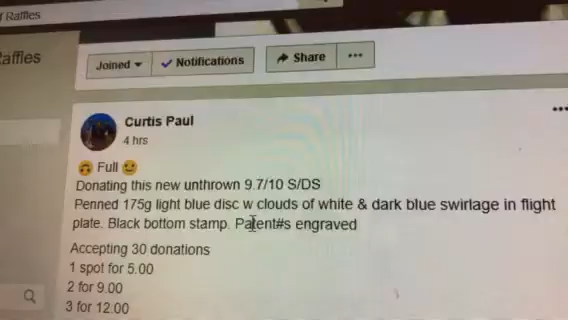 f Raffles
affles
Joined
Notifications
Share
Curtis Paul
4 hrs
🙃 Full 😉
Donating this new unthrown 9.7/10 S/DS
Penned 175g light blue disc w clouds of white & dark blue swirlage in flight
plate. Black bottom stamp. Patent#s engraved
Accepting 30 donations
1 spot for 5.00
2 for 9.00
3 for 12.00